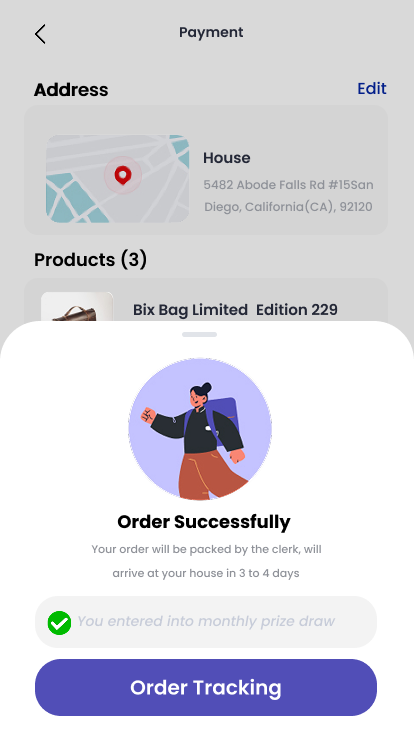 Payment
Address
Edit
House
5482 Abode Falls Rd #15San
Diego, California(CA), 92120
Products (3)
Bix Bag Limited Edition 229
Order Successfully
Your order will be packed by the clerk, will
arrive at your house in 3 to 4 days
You entered into monthly prize draw
Order Tracking